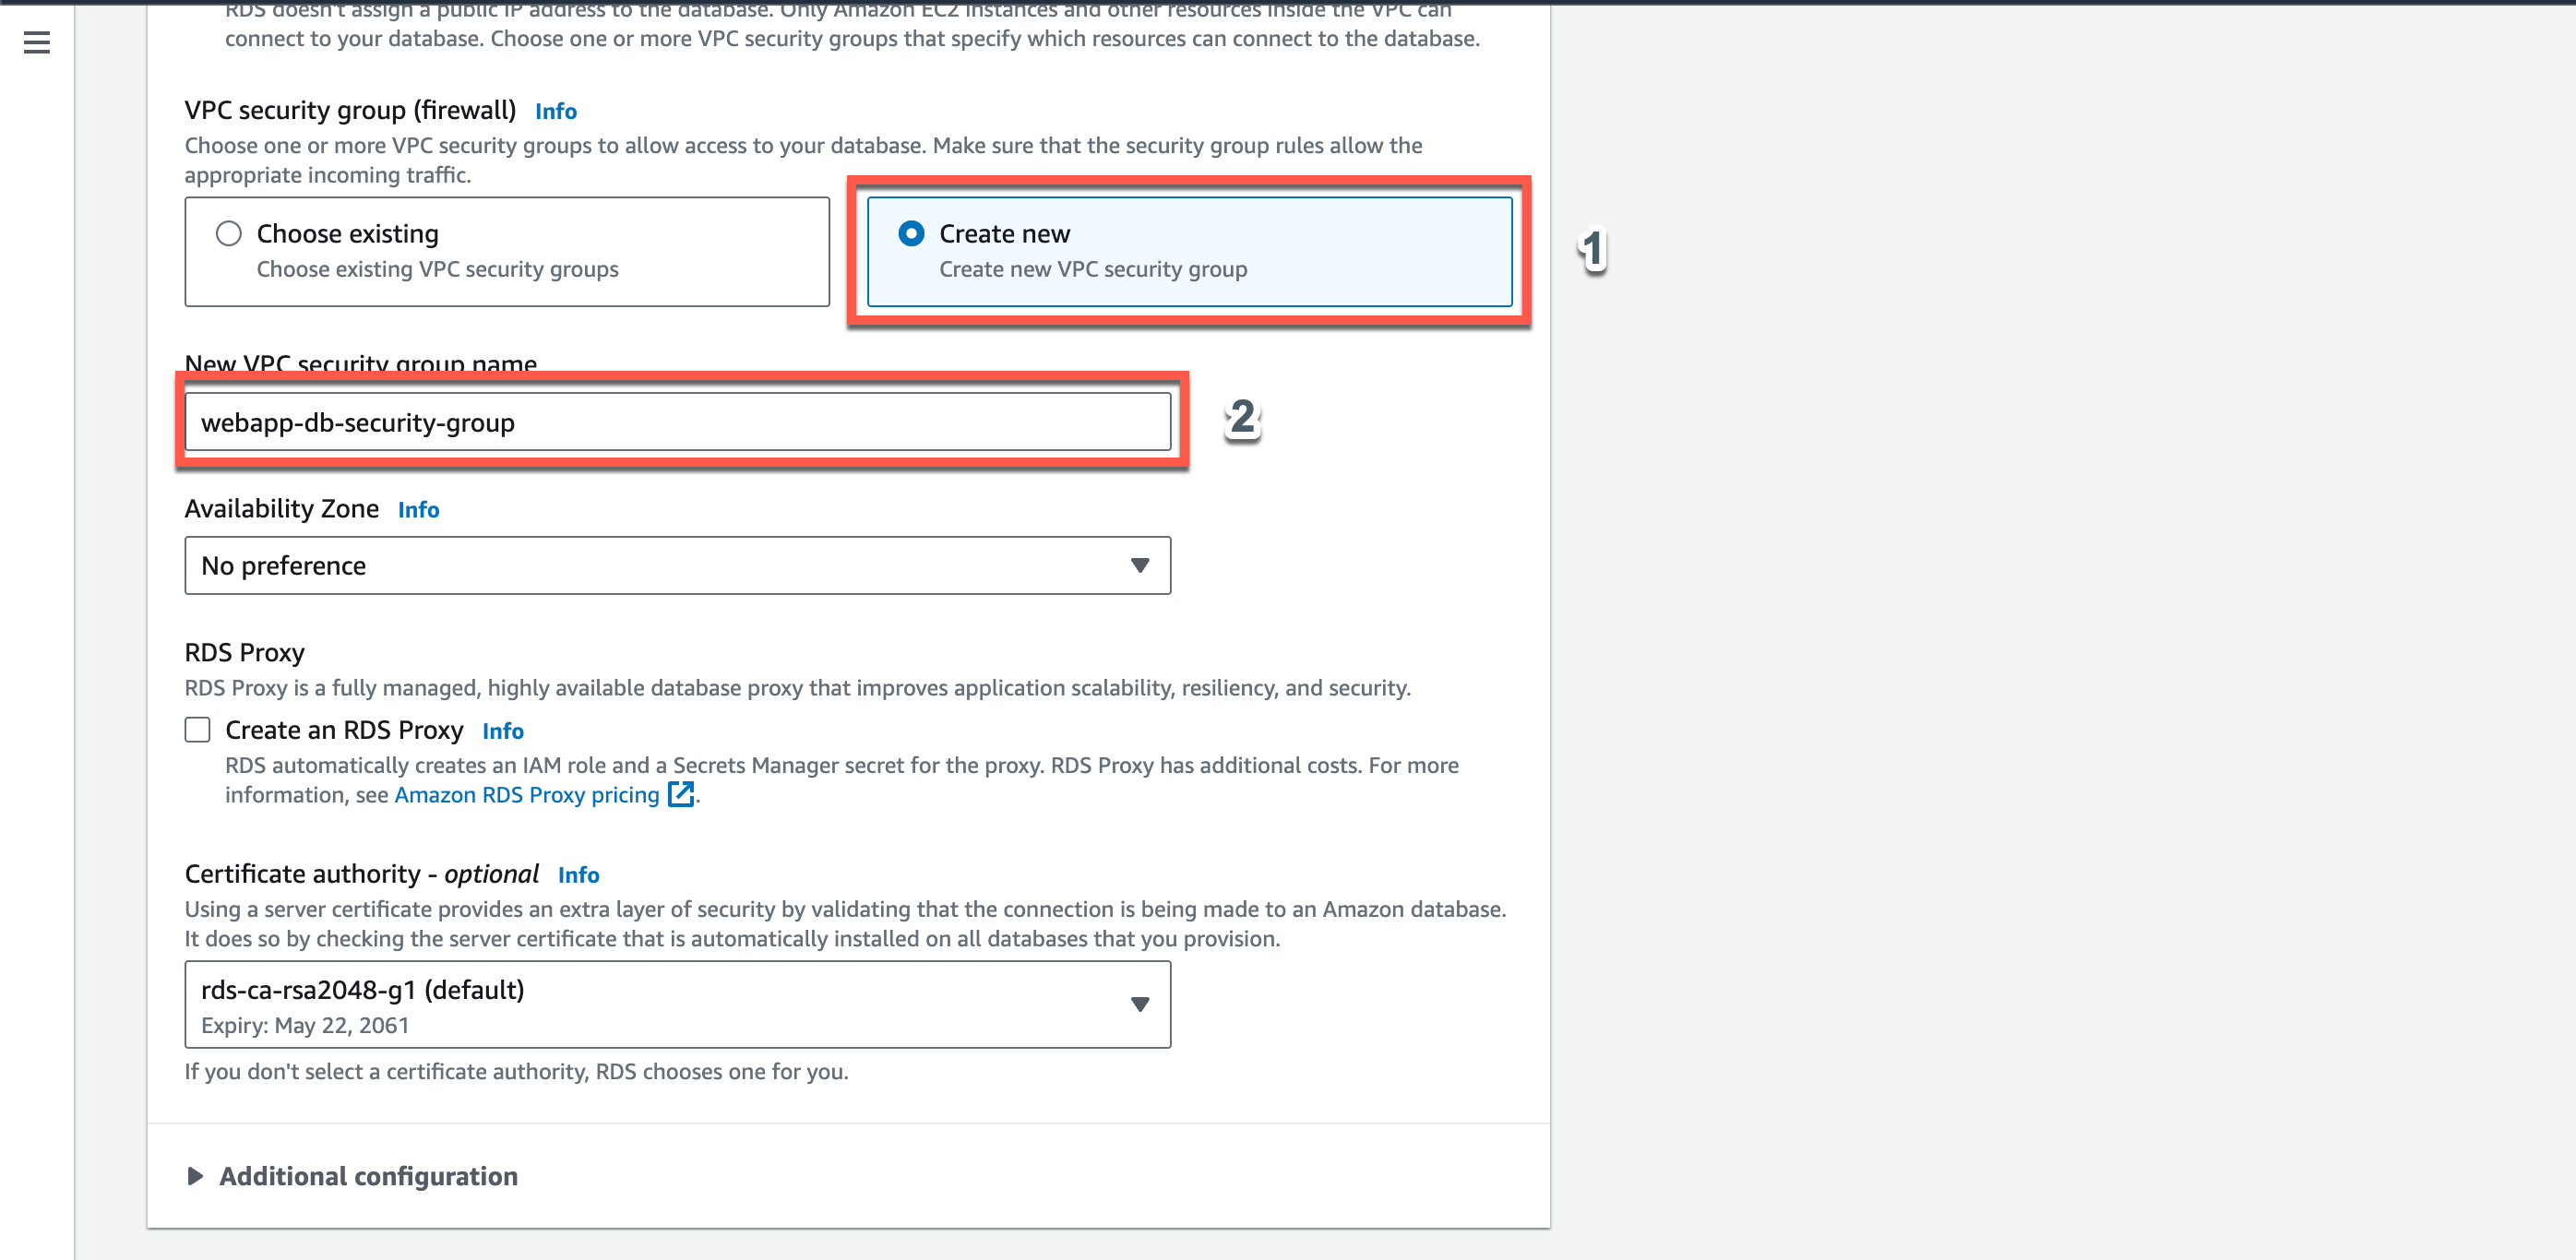 RDS doesn't assign a public IP address to the database. Only Amazon EC2 instances and other resources inside the VPC can
connect to your database. Choose one or more VPC security groups that specify which resources can connect to the database.
VPC security group (firewall) Info
Choose one or more VPC security groups to allow access to your database. Make sure that the security group rules allow the
appropriate incoming traffic.
Choose existing
Choose existing VPC security groups
Create new
Create new VPC security group
1
New VPC security group name
webapp-db-security-group
2
Availability Zone Info
No preference
RDS Proxy
RDS Proxy is a fully managed, highly available database proxy that improves application scalability, resiliency, and security.
Create an RDS Proxy Info
RDS automatically creates an IAM role and a Secrets Manager secret for the proxy. RDS Proxy has additional costs. For more
information, see Amazon RDS Proxy pricing.
Certificate authority - optional Info
Using a server certificate provides an extra layer of security by validating that the connection is being made to an Amazon database.
It does so by checking the server certificate that is automatically installed on all databases that you provision.
rds-ca-rsa2048-g1 (default)
Expiry: May 22, 2061
If you don't select a certificate authority, RDS chooses one for you.
Additional configuration